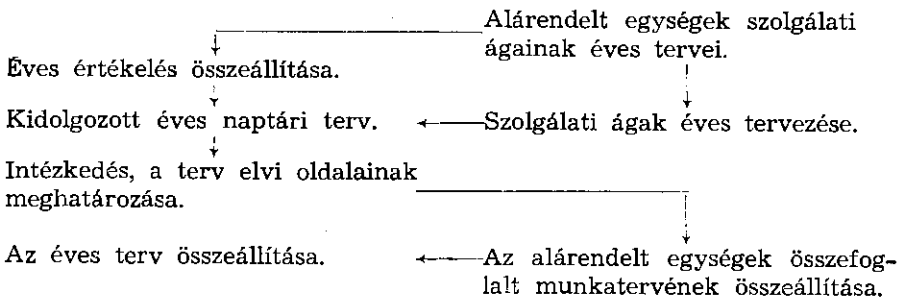 Alárendelt egységek szolgálati
ágainak éves tervei.
Éves értékelés összeállítása.
Kidolgozott éves naptári terv.
Szolgálati ágak éves tervezése.
Intézkedés, a terv elvi oldalainak
meghatározása.
Az éves terv összeállítása.
Az alárendelt egységek összefog-
lalt munkatervének összeállítása.